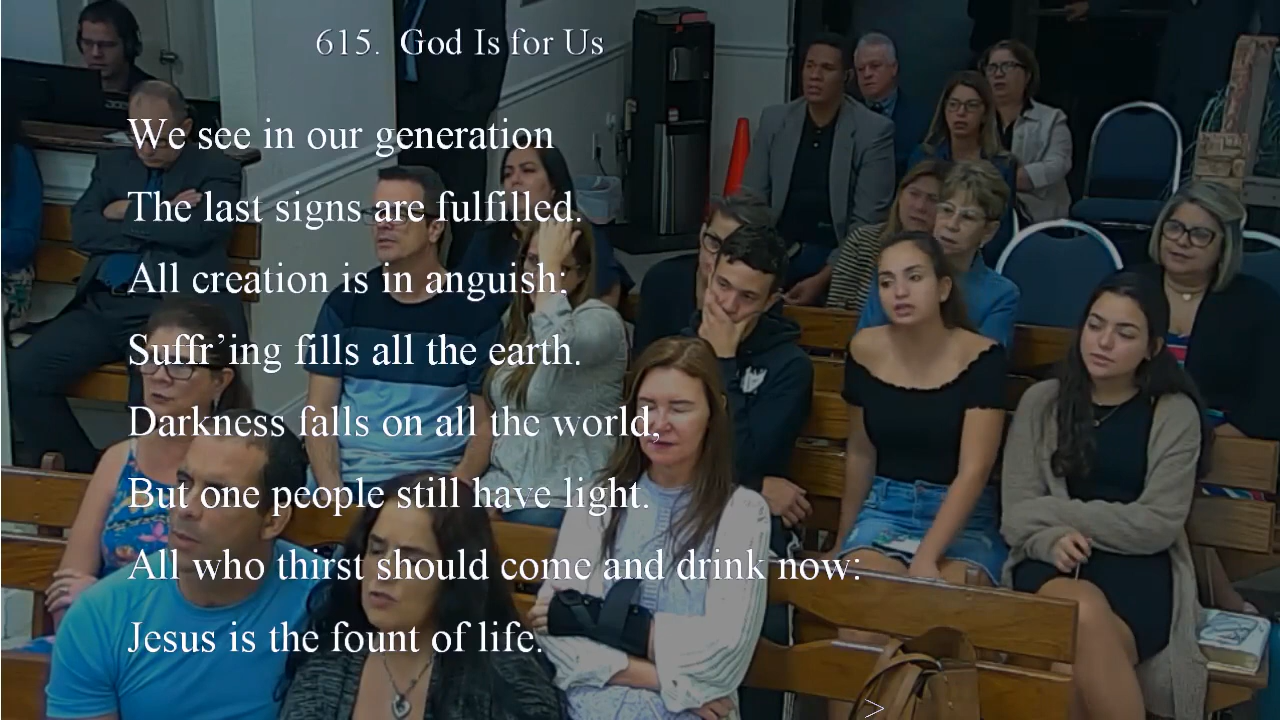 615. God Is for Us
We see in our generation
The last signs are fulfilled.
All creation is in anguish;
Suffr’ing fills all the earth.
Darkness falls on all the world,
But one people still have light.
All who thirst should come and drink now:
Jesus is the fount of life.
>